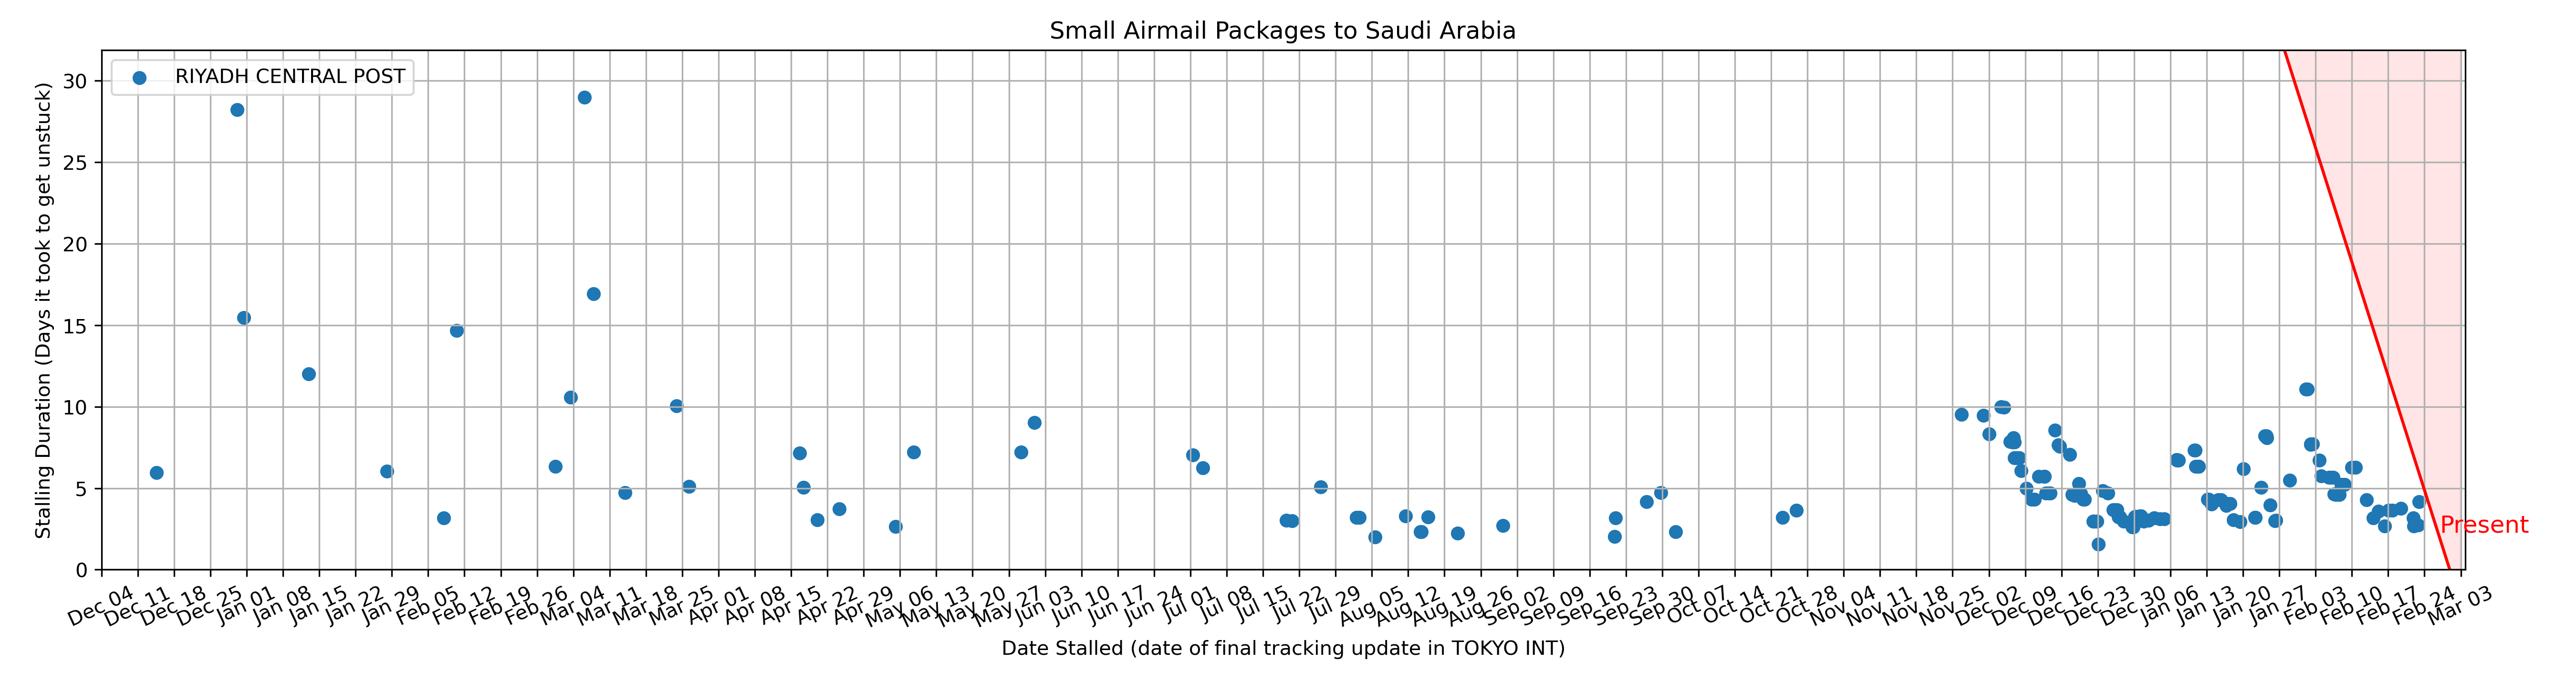 Small Airmail Packages to Saudi Arabia
RIYADH CENTRAL POST
Stalling Duration (Days it took to get unstuck)
30
25
20
15
10
5
0
Present
Dec 04
Dec 11
Dec 18
Dec 25
Jan 01
Jan 08
Jan 15
Jan 22
Jan 29
Feb 05
Feb 12
Feb 19
Feb 26
Mar 04
Mar 11
Mar 18
Mar 25
Apr 01
Apr 08
Apr 15
Apr 22
Apr 29
May 06
May 13
May 20
May 27
Jun 03
Jun 10
Jun 17
Jun 24
Jul 01
Jul 08
Jul 15
Jul 22
Jul 29
Aug 05
Aug 12
Aug 19
Aug 26
Sep 02
Sep 09
Sep 16
Sep 23
Sep 30
Oct 07
Oct 14
Oct 21
Oct 28
Nov 04
Nov 11
Nov 18
Nov 25
Dec 02
Dec 09
Dec 16
Dec 23
Dec 30
Jan 06
Jan 13
Jan 20
Jan 27
Feb 03
Feb 10
Feb 17
Feb 24
Mar 03
Date Stalled (date of final tracking update in TOKYO INT)